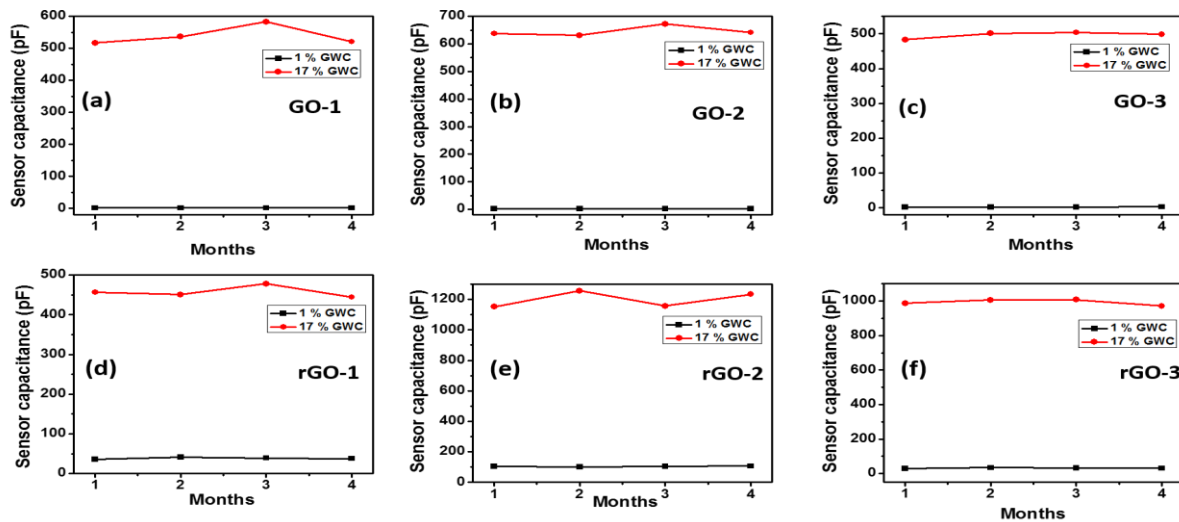 Sensor capacitance (pF)
600
500
400
300
200
100
0
1 % GWC
17 % GWC
(a)
GO-1
1 2 3 4
Months
Sensor capacitance (pF)
700
600
500
400
300
200
100
0
1 % GWC
17 % GWC
(b)
GO-2
1 2 3 4
Months
Sensor capacitance (pF)
500
400
300
200
100
0
1 % GWC
17 % GWC
(c)
GO-3
1 2 3 4
Months
Sensor capacitance (pF)
500
400
300
200
100
0
1 % GWC
17 % GWC
(d)
rGO-1
1 2 3 4
Months
Sensor capacitance (pF)
1200
1000
800
600
400
200
0
1 % GWC
17 % GWC
(e)
rGO-2
1 2 3 4
Months
Sensor capacitance (pF)
1000
800
600
400
200
0
1 % GWC
17 % GWC
(f)
rGO-3
1 2 3 4
Months